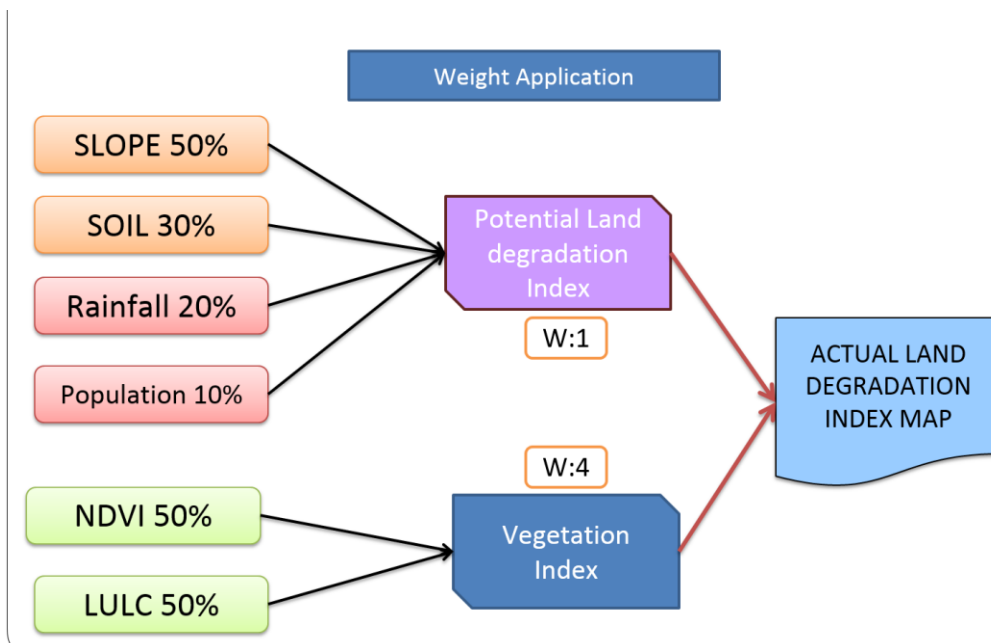 Weight Application
SLOPE 50%
SOIL 30%
Rainfall 20%
Population 10%
Potential Land
degradation
Index
W:1
ACTUAL LAND
DEGRADATION
INDEX MAP
W:4
NDVI 50%
LULC 50%
Vegetation
Index